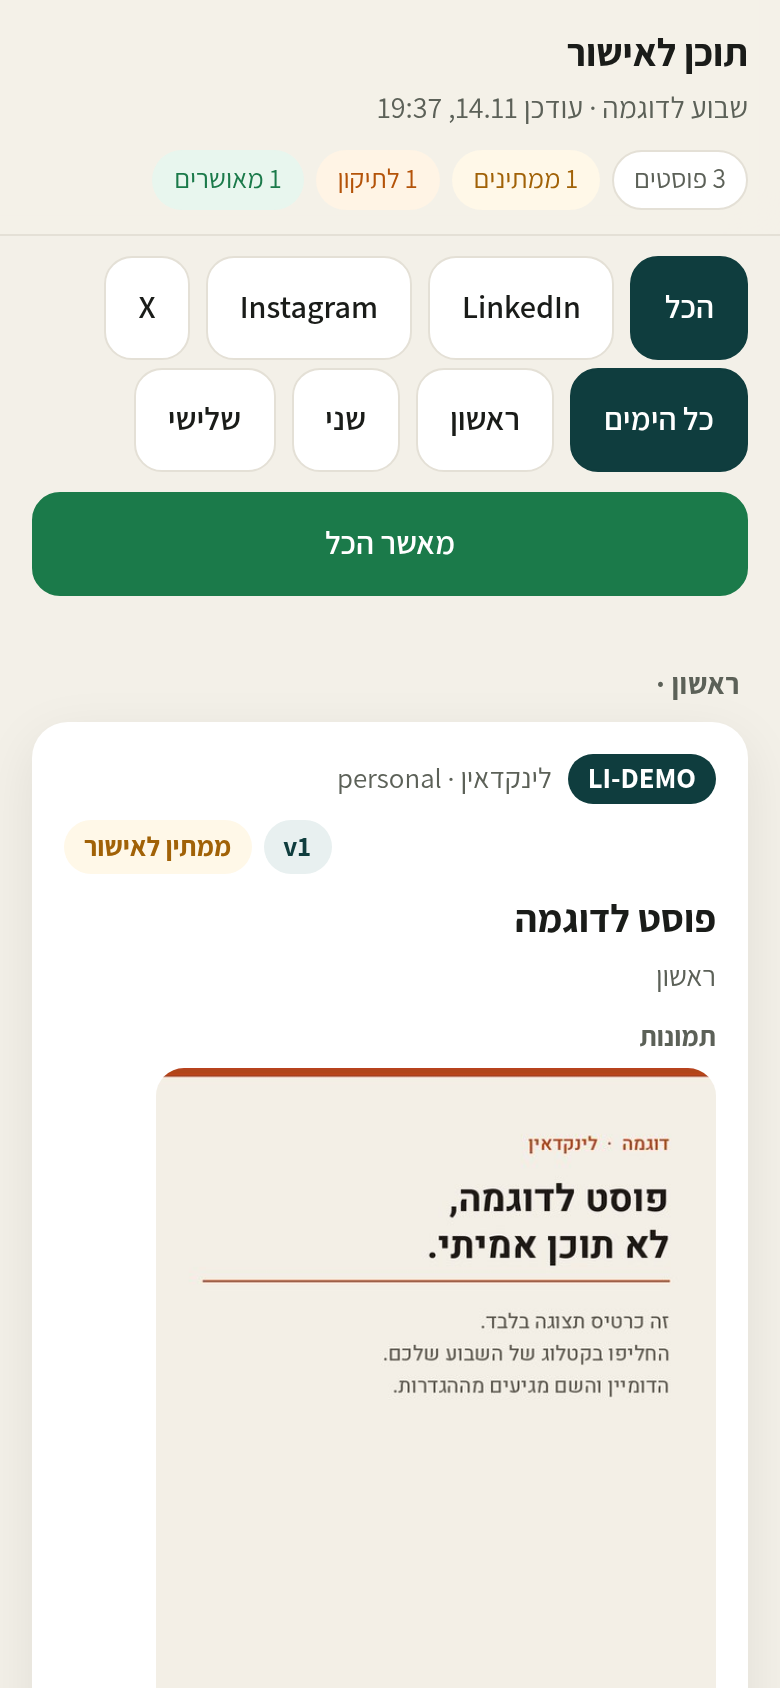 תוכן לאישור
שבוע לדוגמה · עודכן 14.11, 19:37
3 פוסטים 1 ממתינים 1 לתיקון 1 מאושרים
הכל LinkedIn Instagram X
כל הימים ראשון שני שלישי
מאשר הכל
ראשון ·
LI-DEMO לינקדאין · personal
v1 ממתין לאישור
פוסט לדוגמה
ראשון
תמונות
דוגמה · לינקדאין
פוסט לדוגמה,
לא תוכן אמיתי.
זה כרטיס תצוגה בלבד.
החליפו בקטלוג של השבוע שלכם.
הדומיין והשם מגיעים מההגדרות.